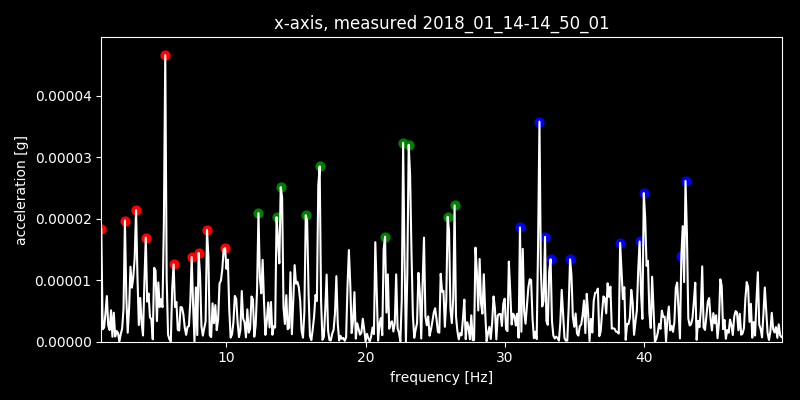 x-axis, measured 2018_01_14-14_50_01
acceleration [g]
0.00004
0.00003
0.00002
0.00001
0.00000
10 20 30 40
frequency [Hz]